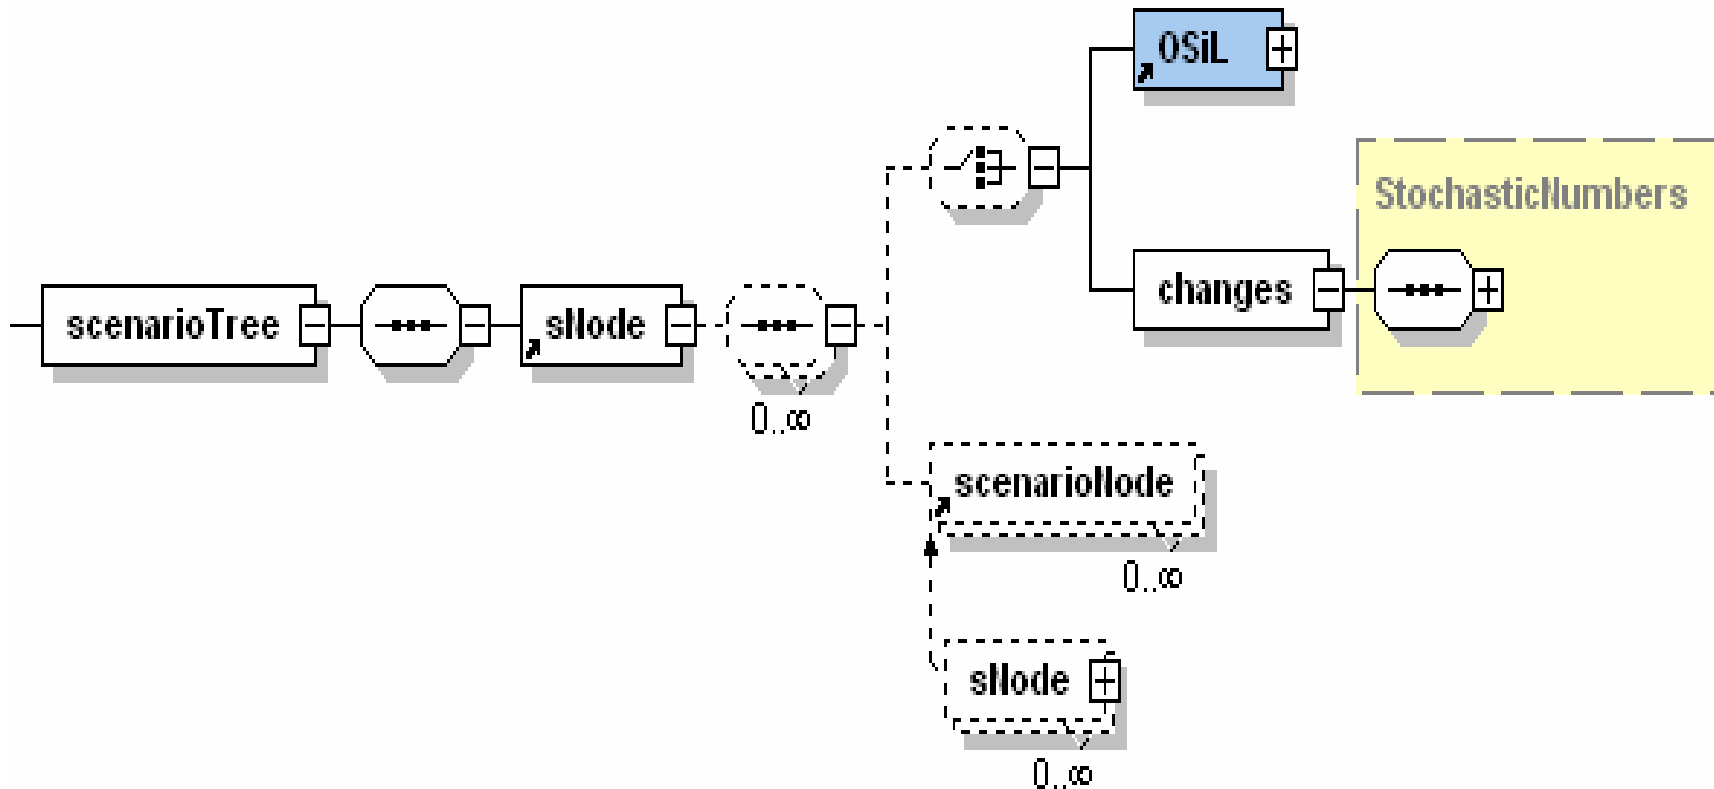 OSiL
StochasticNumbers
changes
scenarioTree
sNode
0..∞
scenarioNode
0..∞
sNode
0..∞